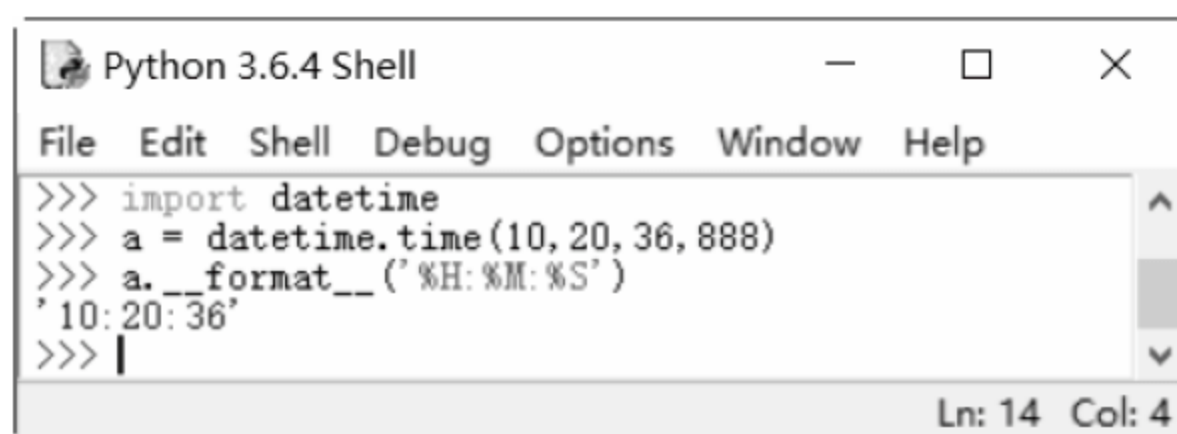 Python 3.6.4 Shell
File Edit Shell Debug Options Window Help
>>> import datetime
>>> a = datetime.time(10,20,36,888)
>>> a.__format__('%H:%M:%S')
'10:20:36'
>>>
Ln: 14 Col: 4